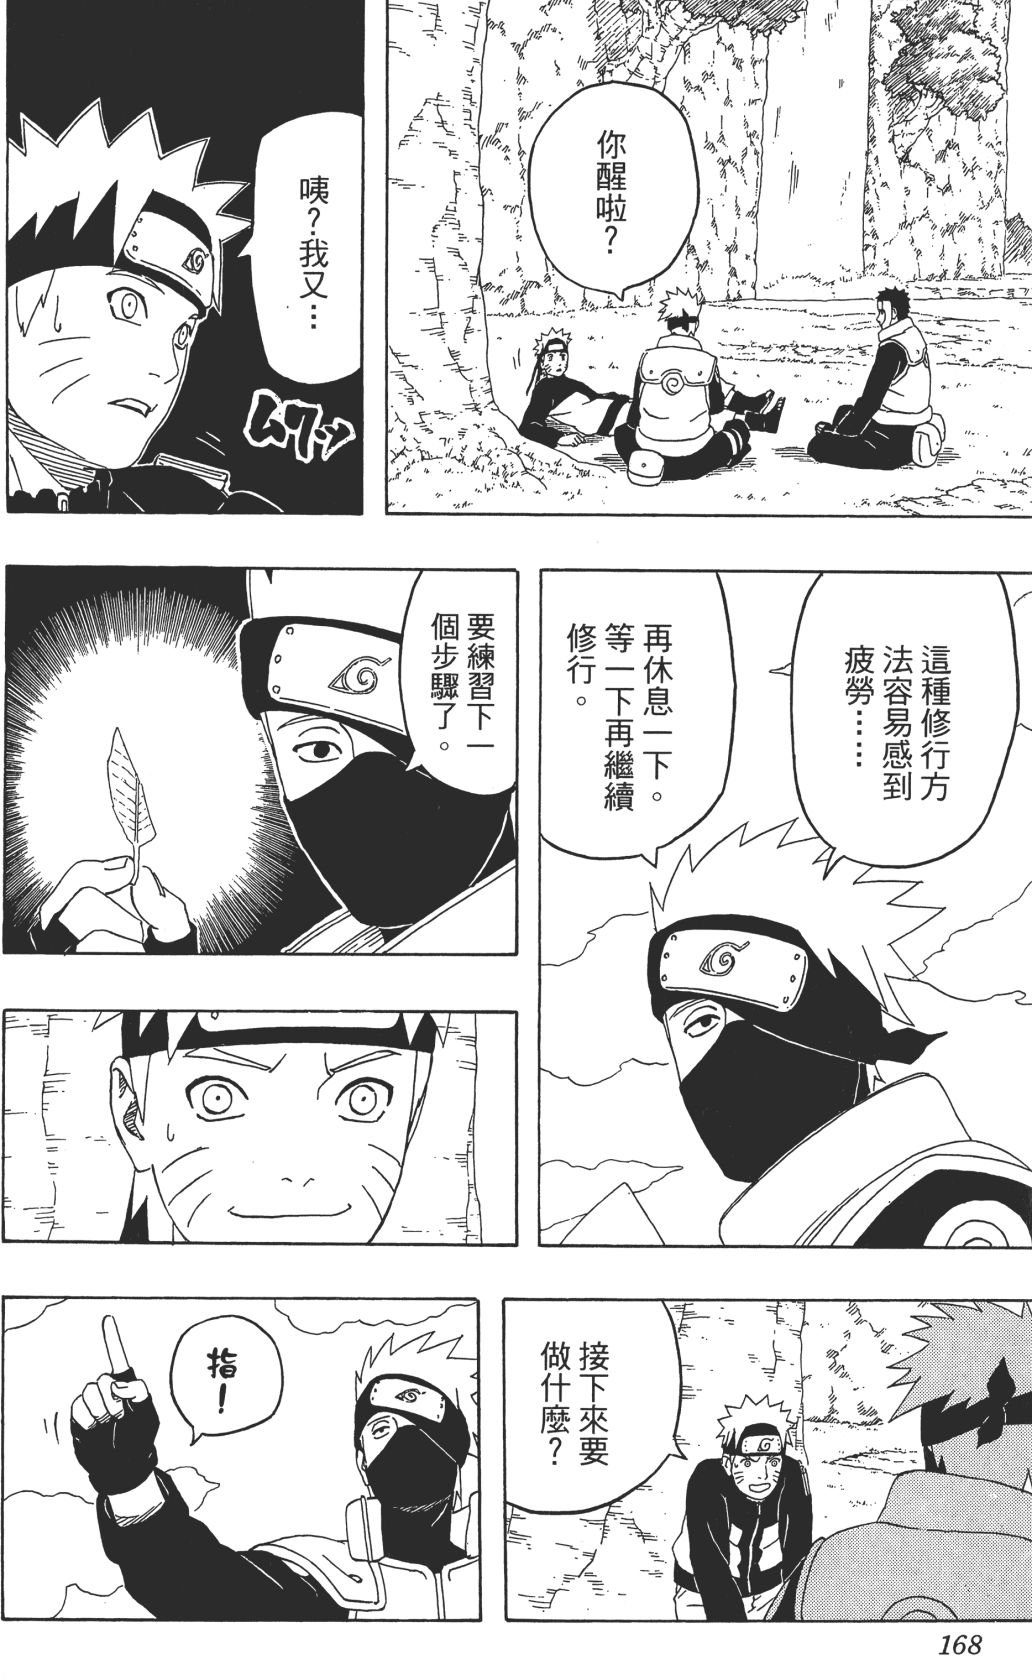 你醒啦?
咦?我又…
ムクッ
這種修行方
法容易感到
疲勞……
再休息一下。
等一下再繼續
修行。
要練習下一
個步驟了。
接下來要
做什麼?
指!
168